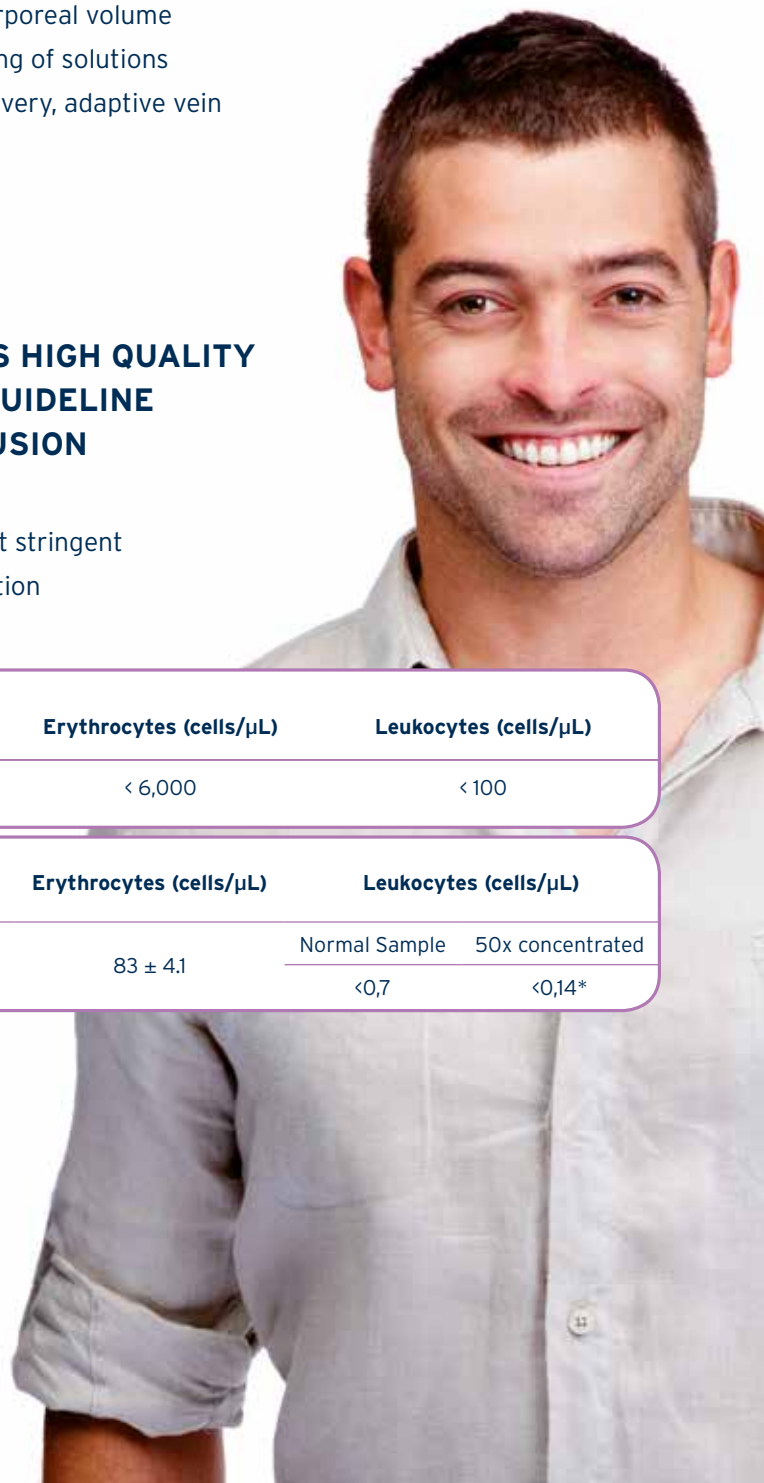 rporeal volume
ng of solutions
very, adaptive vein
S HIGH QUALITY
UIDELINE
USION
t stringent
tion
Erythrocytes (cells/µL) Leukocytes (cells/µL)
< 6,000 < 100
Erythrocytes (cells/µL) Leukocytes (cells/µL)
Normal Sample 50x concentrated
83 ± 4.1
<0,7 <0,14*